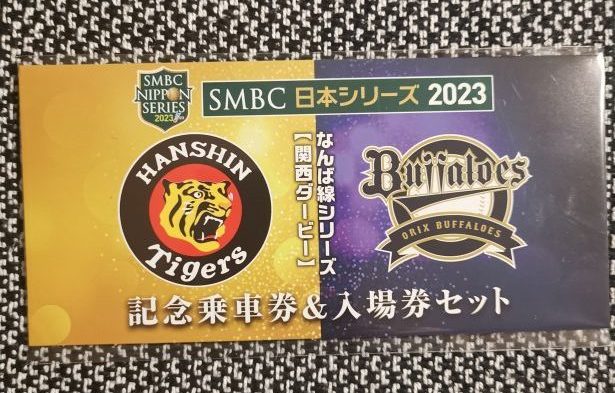 SMBC
NIPPON
SERIES
2023
SMBC 日本シリーズ 2023
なんば線シリーズ
【関西ダービー】
HANSHIN
Tigers
Buffaloes
ORIX BUFFALOES
記念乗車券&入場券セット